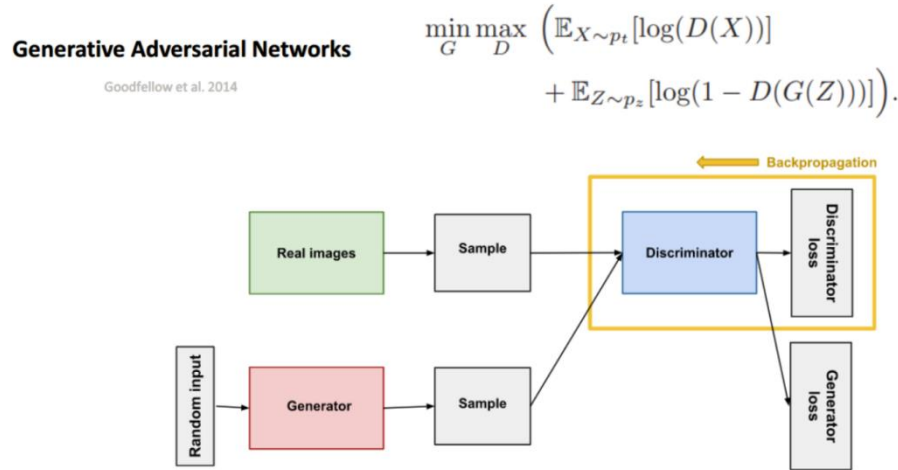 Generative Adversarial Networks
Goodfellow et al. 2014
min max (𝔼_{X∼p_t}[log(D(X))]
G D
+ 𝔼_{Z∼p_z}[log(1 − D(G(Z)))]).
Backpropagation
Real images
Sample
Discriminator
Discriminator
loss
Random input
Generator
Sample
Generator
loss